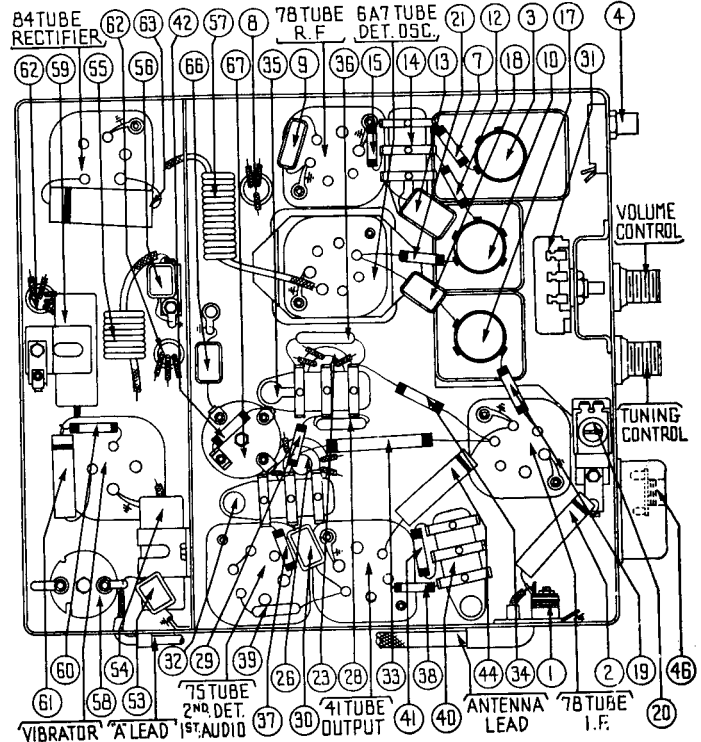 84 TUBE
RECTIFIER
62
63
42
8
57
78 TUBE
R.F
6A7 TUBE
DET. OSC.
21
12
3
17
4
62
59
55
56
66
67
35
9
36
15
14
13
7
18
10
31
VOLUME
CONTROL
TUNING
CONTROL
46
61
60
58
54
53
32
29
39
37
26
30
23
28
33
41
38
40
44
34
1
2
19
20
VIBRATOR
"A" LEAD
75 TUBE
2ND. DET.
1ST. AUDIO
41 TUBE
OUTPUT
ANTENNA
LEAD
78 TUBE
I.F.